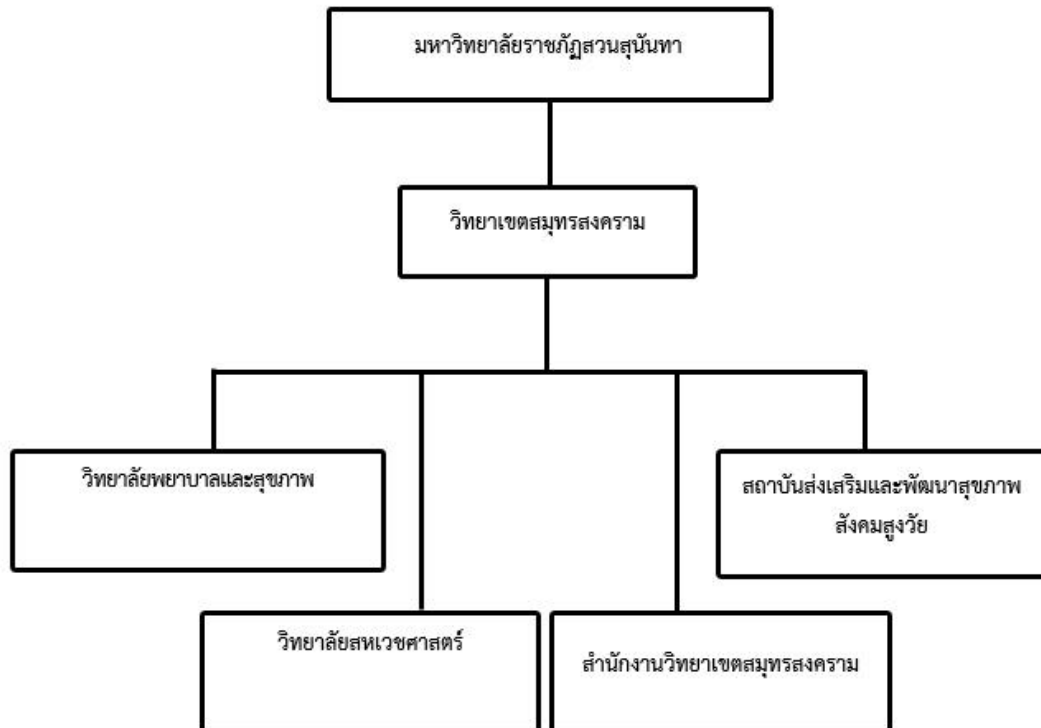 มหาวิทยาลัยราชภัฏสวนสุนันทา
วิทยาเขตสมุทรสงคราม
วิทยาลัยพยาบาลและสุขภาพ
สถาบันส่งเสริมและพัฒนาสุขภาพ
สังคมสูงวัย
วิทยาลัยสหเวชศาสตร์
สำนักงานวิทยาเขตสมุทรสงคราม